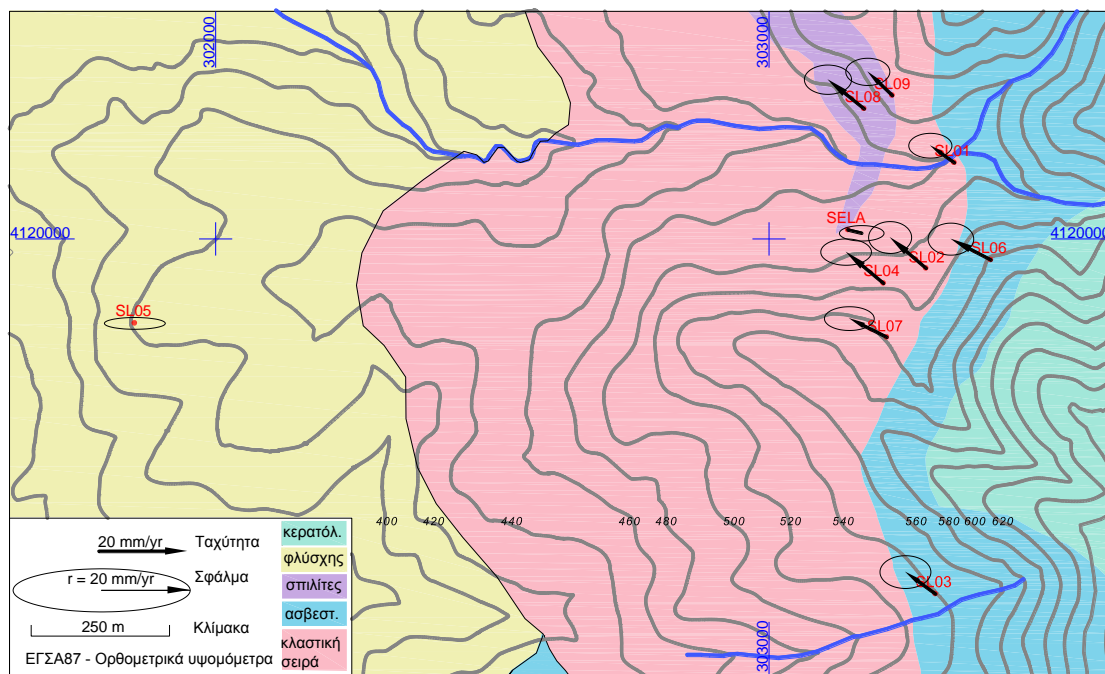 302000
303000
SL09
SL08
SL01
4120000
4120000
SELA
SL02
SL06
SL04
SL05
SL07
400
420
440
460
480
500
520
540
560
580
600
620
SL03
303000
20 mm/yr
Ταχύτητα
r = 20 mm/yr
Σφάλμα
250 m
Κλίμακα
ΕΓΣΑ87 - Ορθομετρικά υψομόμετρα
κερατόλ.
φλύσχης
σπιλίτες
ασβεστ.
κλαστική
σειρά